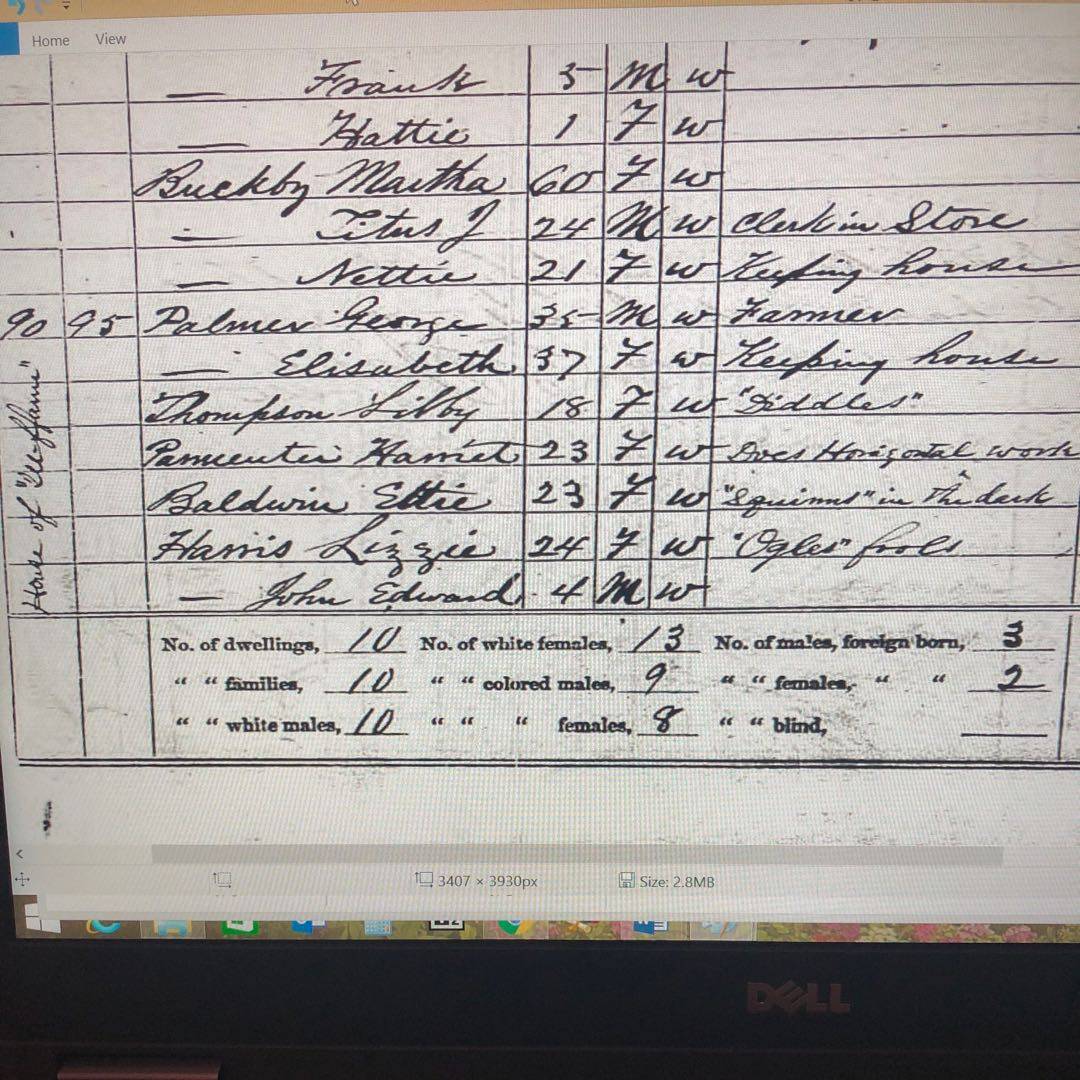 Home View
— Frank 5 M w
— Hattie 1 F w
Buckby Martha 60 F w
— Titus J 24 M w Clerk in Store
— Nettie 21 F w Keeping house
90 95 Palmer George 35 M w Farmer
— Elisabeth 37 F w Keeping house
Thompson Libby 18 F w "Diddles"
Harriet 23 F w Does Horizontal work
Baldwin Ettie 23 F w "Squirms" in the dark
Harris Lizzie 24 F w "Ogles" fools
— John Edward 4 M w
House of "Ill-ffame"
No. of dwellings, 10 No. of white females, 13 No. of males, foreign born, 3
" " families, 10 " " colored males, 9 " " females, " " 2
" " white males, 10 " " " females, 8 " " blind,
3407 × 3930px Size: 2.8MB
DELL